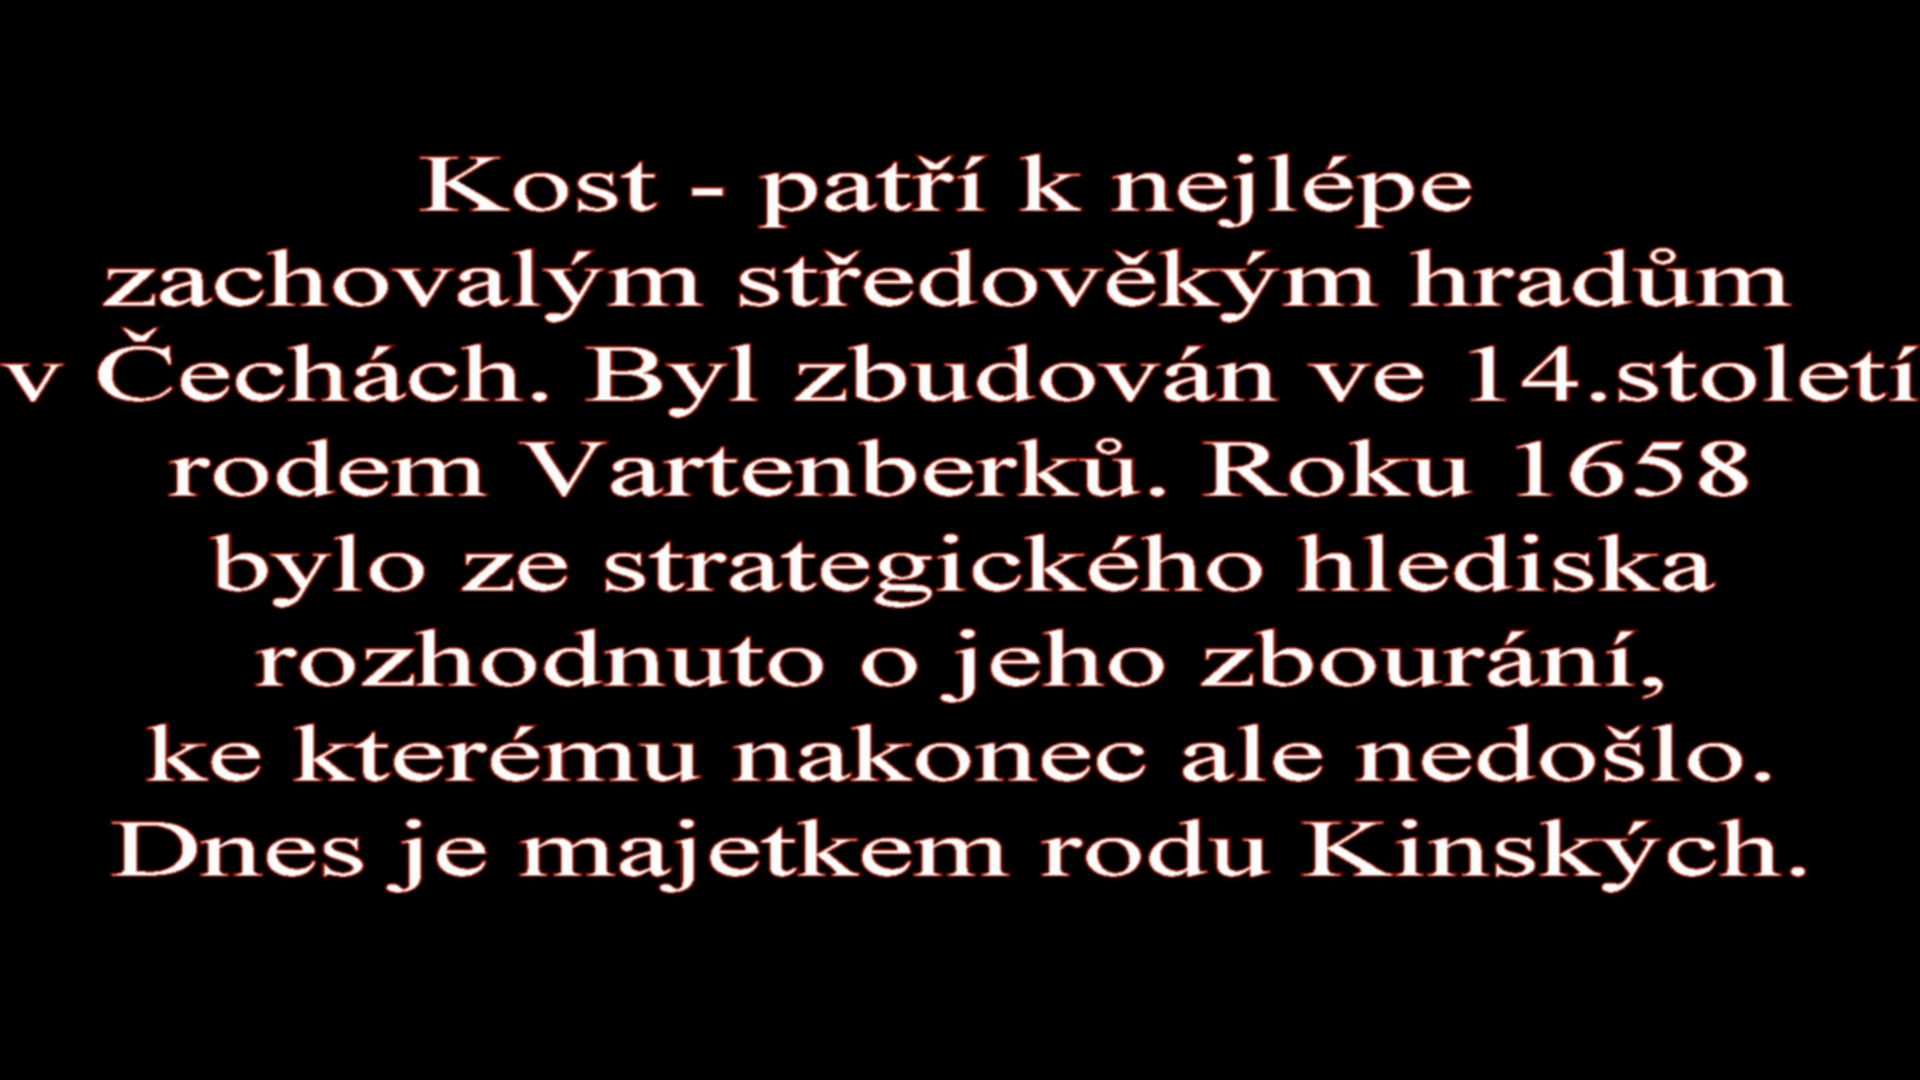 Kost - patří k nejlépe
zachovalým středověkým hradům
v Čechách. Byl zbudován ve 14.století
rodem Vartenberků. Roku 1658
bylo ze strategického hlediska
rozhodnuto o jeho zbourání,
ke kterému nakonec ale nedošlo.
Dnes je majetkem rodu Kinských.